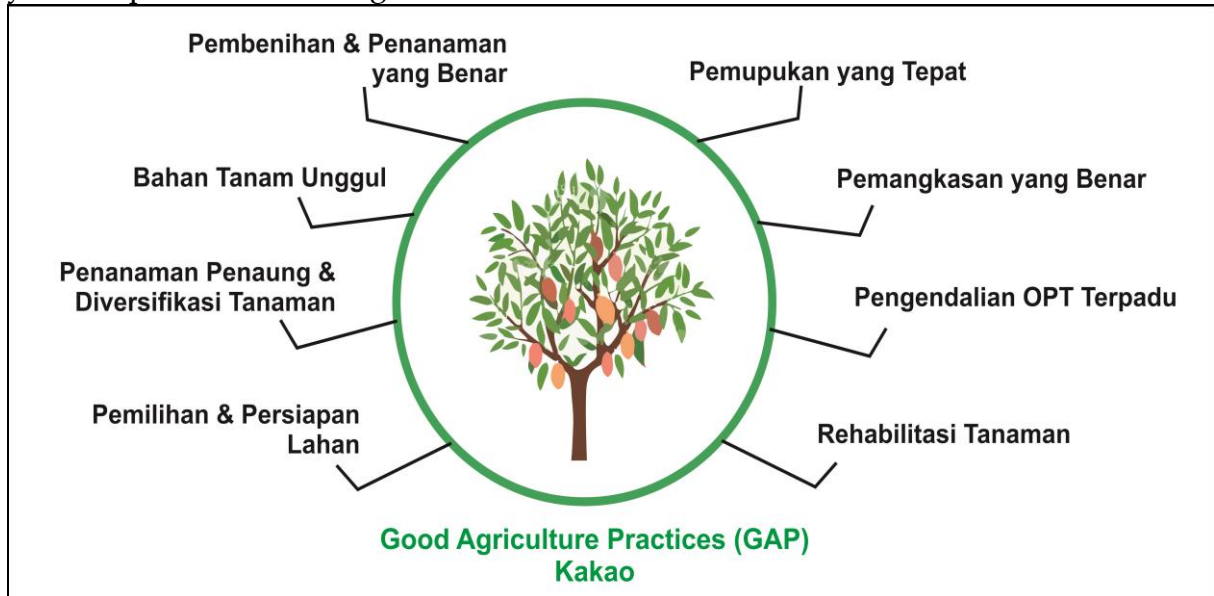 Pembenihan & Penanaman
yang Benar
Pemupukan yang Tepat
Bahan Tanam Unggul
Pemangkasan yang Benar
Penanaman Penaung &
Diversifikasi Tanaman
Pengendalian OPT Terpadu
Pemilihan & Persiapan
Lahan
Rehabilitasi Tanaman
Good Agriculture Practices (GAP)
Kakao